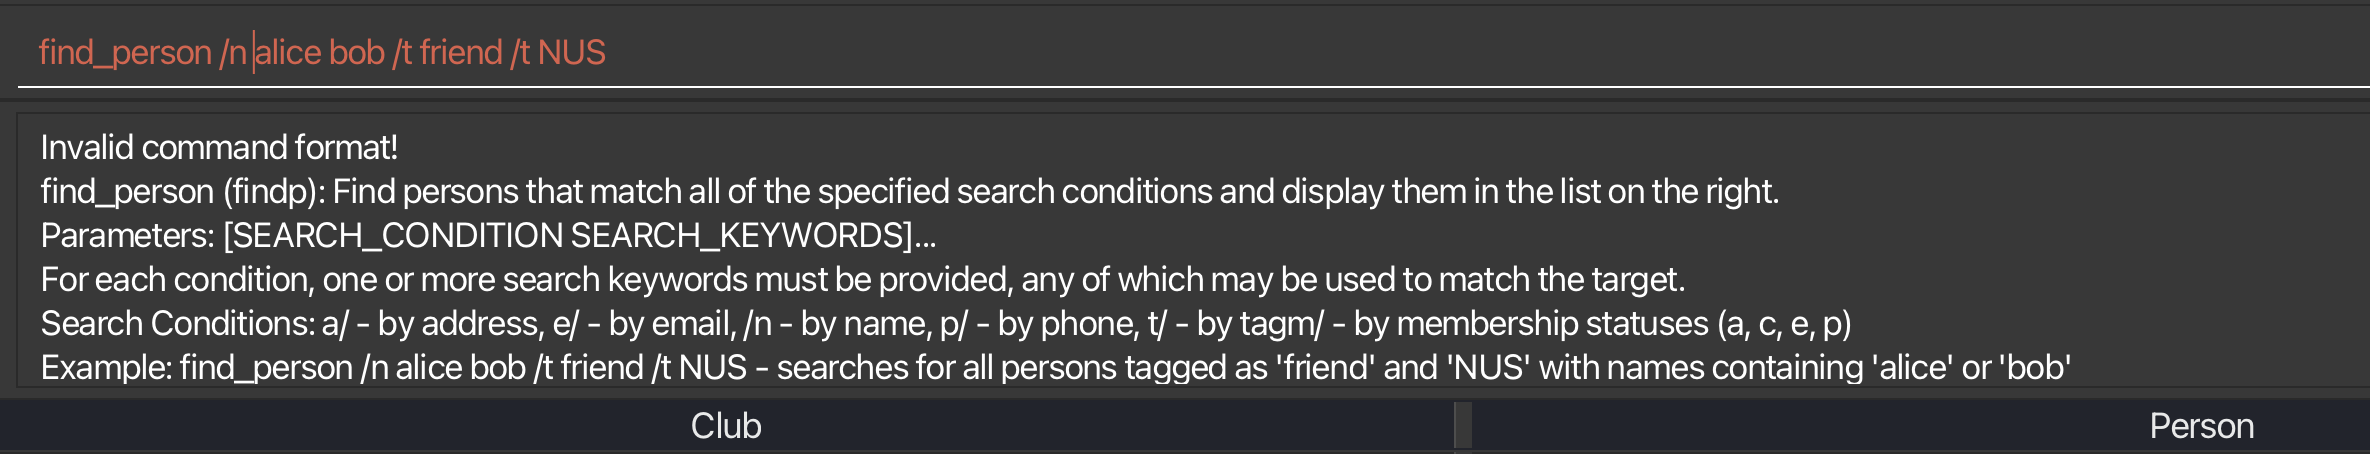 find_person /n alice bob /t friend /t NUS
Invalid command format!
find_person (findp): Find persons that match all of the specified search conditions and display them in the list on the right.
Parameters: [SEARCH_CONDITION SEARCH_KEYWORDS]...
For each condition, one or more search keywords must be provided, any of which may be used to match the target.
Search Conditions: a/ - by address, e/ - by email, /n - by name, p/ - by phone, t/ - by tagm/ - by membership statuses (a, c, e, p)
Example: find_person /n alice bob /t friend /t NUS - searches for all persons tagged as 'friend' and 'NUS' with names containing 'alice' or 'bob'
Club
Person